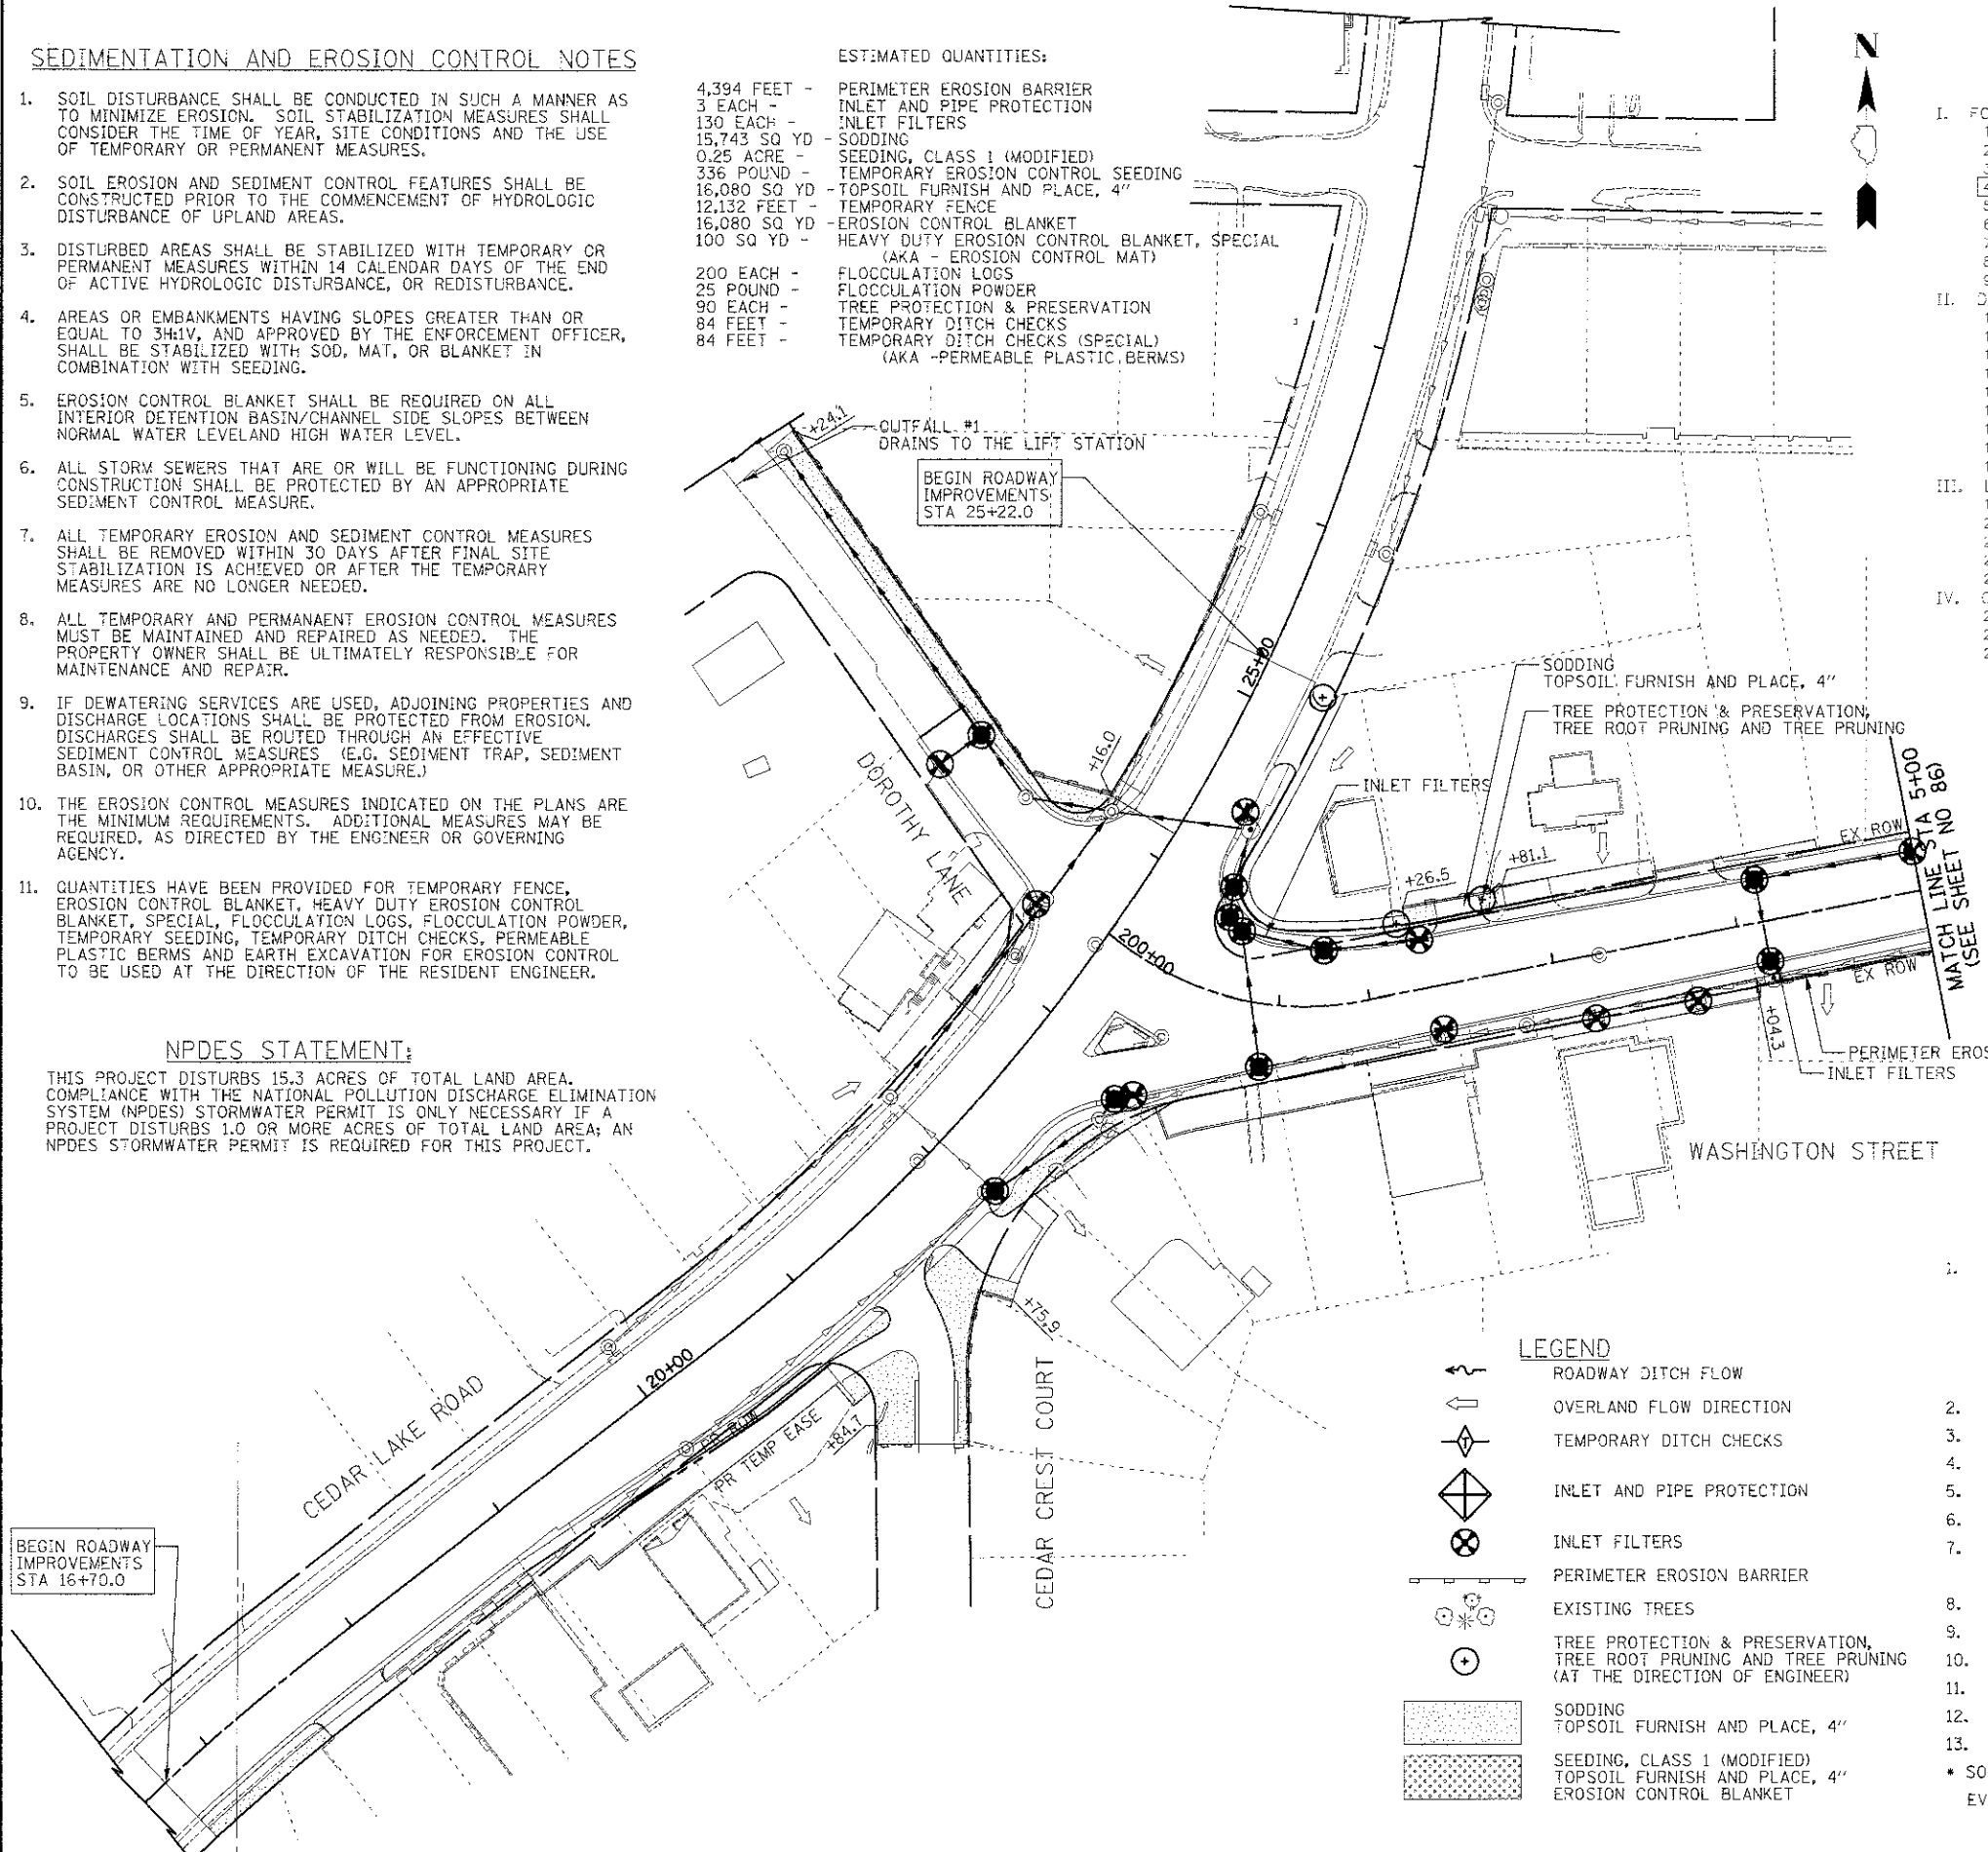 SEDIMENTATION AND EROSION CONTROL NOTES
1. SOIL DISTURBANCE SHALL BE CONDUCTED IN SUCH A MANNER AS
TO MINIMIZE EROSION. SOIL STABILIZATION MEASURES SHALL
CONSIDER THE TIME OF YEAR, SITE CONDITIONS AND THE USE
OF TEMPORARY OR PERMANENT MEASURES.
2. SOIL EROSION AND SEDIMENT CONTROL FEATURES SHALL BE
CONSTRUCTED PRIOR TO THE COMMENCEMENT OF HYDROLOGIC
DISTURBANCE OF UPLAND AREAS.
3. DISTURBED AREAS SHALL BE STABILIZED WITH TEMPORARY OR
PERMANENT MEASURES WITHIN 14 CALENDAR DAYS OF THE END
OF ACTIVE HYDROLOGIC DISTURBANCE, OR REDISTURBANCE.
4. AREAS OR EMBANKMENTS HAVING SLOPES GREATER THAN OR
EQUAL TO 3H:1V, AND APPROVED BY THE ENFORCEMENT OFFICER,
SHALL BE STABILIZED WITH SOD, MAT, OR BLANKET IN
COMBINATION WITH SEEDING.
5. EROSION CONTROL BLANKET SHALL BE REQUIRED ON ALL
INTERIOR DETENTION BASIN/CHANNEL SIDE SLOPES BETWEEN
NORMAL WATER LEVELAND HIGH WATER LEVEL.
6. ALL STORM SEWERS THAT ARE OR WILL BE FUNCTIONING DURING
CONSTRUCTION SHALL BE PROTECTED BY AN APPROPRIATE
SEDIMENT CONTROL MEASURE.
7. ALL TEMPORARY EROSION AND SEDIMENT CONTROL MEASURES
SHALL BE REMOVED WITHIN 30 DAYS AFTER FINAL SITE
STABILIZATION IS ACHIEVED OR AFTER THE TEMPORARY
MEASURES ARE NO LONGER NEEDED.
8. ALL TEMPORARY AND PERMANAENT EROSION CONTROL MEASURES
MUST BE MAINTAINED AND REPAIRED AS NEEDED. THE
PROPERTY OWNER SHALL BE ULTIMATELY RESPONSIBLE FOR
MAINTENANCE AND REPAIR.
9. IF DEWATERING SERVICES ARE USED, ADJOINING PROPERTIES AND
DISCHARGE LOCATIONS SHALL BE PROTECTED FROM EROSION.
DISCHARGES SHALL BE ROUTED THROUGH AN EFFECTIVE
SEDIMENT CONTROL MEASURES (E.G. SEDIMENT TRAP, SEDIMENT
BASIN, OR OTHER APPROPRIATE MEASURE.)
10. THE EROSION CONTROL MEASURES INDICATED ON THE PLANS ARE
THE MINIMUM REQUIREMENTS. ADDITIONAL MEASURES MAY BE
REQUIRED, AS DIRECTED BY THE ENGINEER OR GOVERNING
AGENCY.
11. QUANTITIES HAVE BEEN PROVIDED FOR TEMPORARY FENCE,
EROSION CONTROL BLANKET, HEAVY DUTY EROSION CONTROL
BLANKET, SPECIAL, FLOCCULATION LOGS, FLOCCULATION POWDER,
TEMPORARY SEEDING, TEMPORARY DITCH CHECKS, PERMEABLE
PLASTIC BERMS AND EARTH EXCAVATION FOR EROSION CONTROL
TO BE USED AT THE DIRECTION OF THE RESIDENT ENGINEER.
NPDES STATEMENT:
THIS PROJECT DISTURBS 15.3 ACRES OF TOTAL LAND AREA.
COMPLIANCE WITH THE NATIONAL POLLUTION DISCHARGE ELIMINATION
SYSTEM (NPDES) STORMWATER PERMIT IS ONLY NECESSARY IF A
PROJECT DISTURBS 1.0 OR MORE ACRES OF TOTAL LAND AREA; AN
NPDES STORMWATER PERMIT IS REQUIRED FOR THIS PROJECT.
ESTIMATED QUANTITIES:
4,394 FEET - PERIMETER EROSION BARRIER
3 EACH - INLET AND PIPE PROTECTION
130 EACH - INLET FILTERS
15,743 SQ YD - SODDING
0.25 ACRE - SEEDING, CLASS 1 (MODIFIED)
336 POUND - TEMPORARY EROSION CONTROL SEEDING
16,080 SQ YD - TOPSOIL FURNISH AND PLACE, 4"
12,132 FEET - TEMPORARY FENCE
16,080 SQ YD - EROSION CONTROL BLANKET
100 SQ YD - HEAVY DUTY EROSION CONTROL BLANKET, SPECIAL
(AKA - EROSION CONTROL MAT)
200 EACH - FLOCCULATION LOGS
25 POUND - FLOCCULATION POWDER
90 EACH - TREE PROTECTION & PRESERVATION
84 FEET - TEMPORARY DITCH CHECKS
84 FEET - TEMPORARY DITCH CHECKS (SPECIAL)
(AKA -PERMEABLE PLASTIC BERMS)
N
+24.1
OUTFALL #1
DRAINS TO THE LIFT STATION
BEGIN ROADWAY
IMPROVEMENTS
STA 25+22.0
25+00
SODDING
TOPSOIL FURNISH AND PLACE, 4"
TREE PROTECTION & PRESERVATION,
TREE ROOT PRUNING AND TREE PRUNING
+16.0
INLET FILTERS
DOROTHY LANE
+26.5
+81.1
EX ROW
MATCH LINE STA 5+00
(SEE SHEET NO 86)
200+00
EX ROW
+04.3
PERIMETER EROS
INLET FILTERS
WASHINGTON STREET
+75.9
20+00
CEDAR LAKE ROAD
PR ROW
PR TEMP EASE
+84.7
CEDAR CREST COURT
BEGIN ROADWAY
IMPROVEMENTS
STA 16+70.0
LEGEND
ROADWAY DITCH FLOW
OVERLAND FLOW DIRECTION
T TEMPORARY DITCH CHECKS
INLET AND PIPE PROTECTION
INLET FILTERS
PERIMETER EROSION BARRIER
EXISTING TREES
TREE PROTECTION & PRESERVATION,
TREE ROOT PRUNING AND TREE PRUNING
(AT THE DIRECTION OF ENGINEER)
SODDING
TOPSOIL FURNISH AND PLACE, 4"
SEEDING, CLASS 1 (MODIFIED)
TOPSOIL FURNISH AND PLACE, 4"
EROSION CONTROL BLANKET
I. FO
II.
III.
IV.
1.
2.
3.
4.
5.
6.
7.
8.
9.
10.
11.
12.
13.
* SO
EV